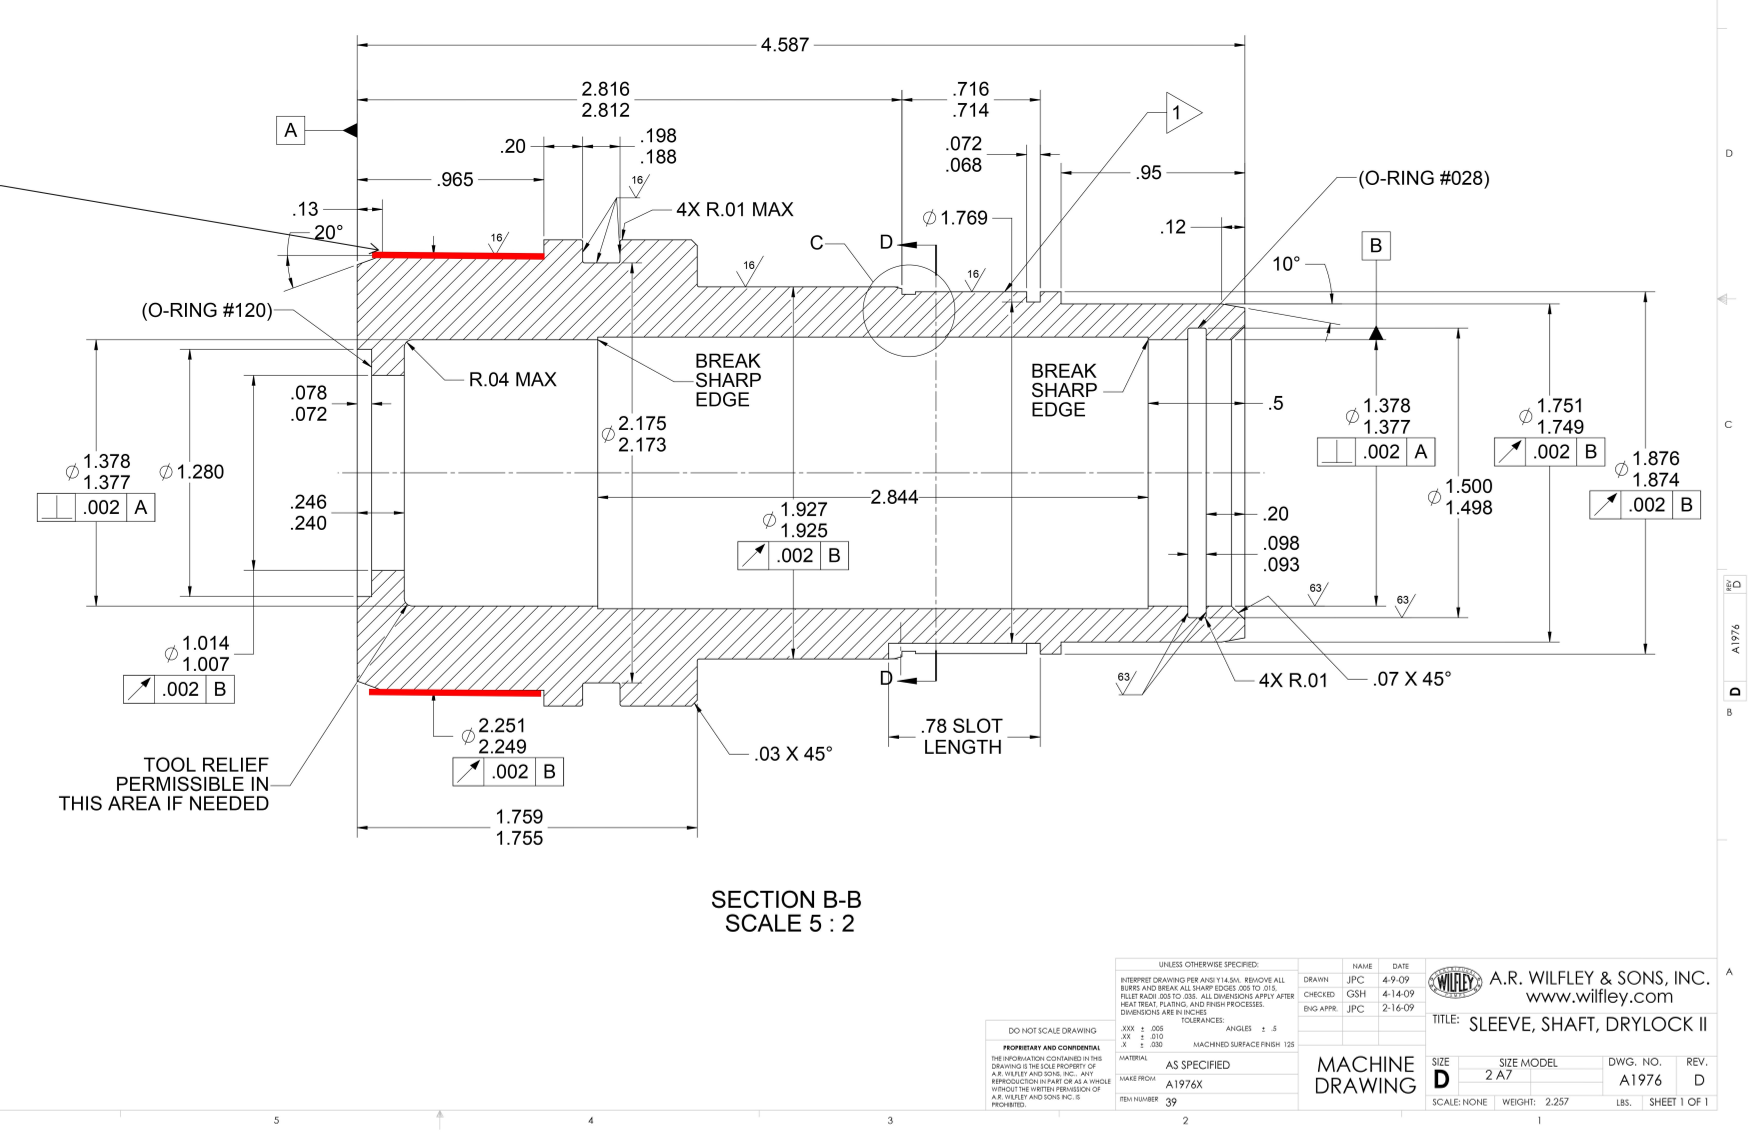 4.587
2.816
2.812
.716
.714
1
A
.20
.198
.188
.072
.068
.965
.95
(O-RING #028)
16
.13
4X R.01 MAX
20°
16
Ø 1.769
.12
C
D
B
16
16
10°
(O-RING #120)
BREAK
SHARP
EDGE
BREAK
SHARP
EDGE
R.04 MAX
.078
.072
.5
Ø 2.175
2.173
Ø 1.378
1.377
⊥ .002 A
Ø 1.751
1.749
↗ .002 B
Ø 1.378
1.377
⊥ .002 A
Ø 1.280
Ø 1.876
1.874
↗ .002 B
Ø 1.500
1.498
.246
.240
2.844
Ø 1.927
1.925
↗ .002 B
.20
.098
.093
63
63
Ø 1.014
1.007
↗ .002 B
D
63
4X R.01
.07 X 45°
Ø 2.251
2.249
↗ .002 B
.78 SLOT
LENGTH
.03 X 45°
TOOL RELIEF
PERMISSIBLE IN
THIS AREA IF NEEDED
1.759
1.755
SECTION B-B
SCALE 5 : 2
D
C
REV
D
A1976
D
B
A
DO NOT SCALE DRAWING
PROPRIETARY AND CONFIDENTIAL
THE INFORMATION CONTAINED IN THIS
DRAWING IS THE SOLE PROPERTY OF
A.R. WILFLEY AND SONS, INC.. ANY
REPRODUCTION IN PART OR AS A WHOLE
WITHOUT THE WRITTEN PERMISSION OF
A.R. WILFLEY AND SONS INC. IS
PROHIBITED.
UNLESS OTHERWISE SPECIFIED:
INTERPRET DRAWING PER ANSI Y14.5M. REMOVE ALL
BURRS AND BREAK ALL SHARP EDGES .005 TO .015,
FILLET RADII .005 TO .035. ALL DIMENSIONS APPLY AFTER
HEAT TREAT, PLATING, AND FINISH PROCESSES.
DIMENSIONS ARE IN INCHES
TOLERANCES:
.XXX ± .005 ANGLES ± .5
.XX ± .010
.X ± .030 MACHINED SURFACE FINISH 125
MATERIAL AS SPECIFIED
MAKE FROM A1976X
ITEM NUMBER 39
NAME DATE
DRAWN JPC 4-9-09
CHECKED GSH 4-14-09
ENG APPR. JPC 2-16-09
MACHINE
DRAWING
WILFLEY
A.R. WILFLEY & SONS, INC.
www.wilfley.com
TITLE: SLEEVE, SHAFT, DRYLOCK II
SIZE SIZE MODEL DWG. NO. REV.
D 2 A7 A1976 D
SCALE: NONE WEIGHT: 2.257 LBS. SHEET 1 OF 1
5 4 3 2 1